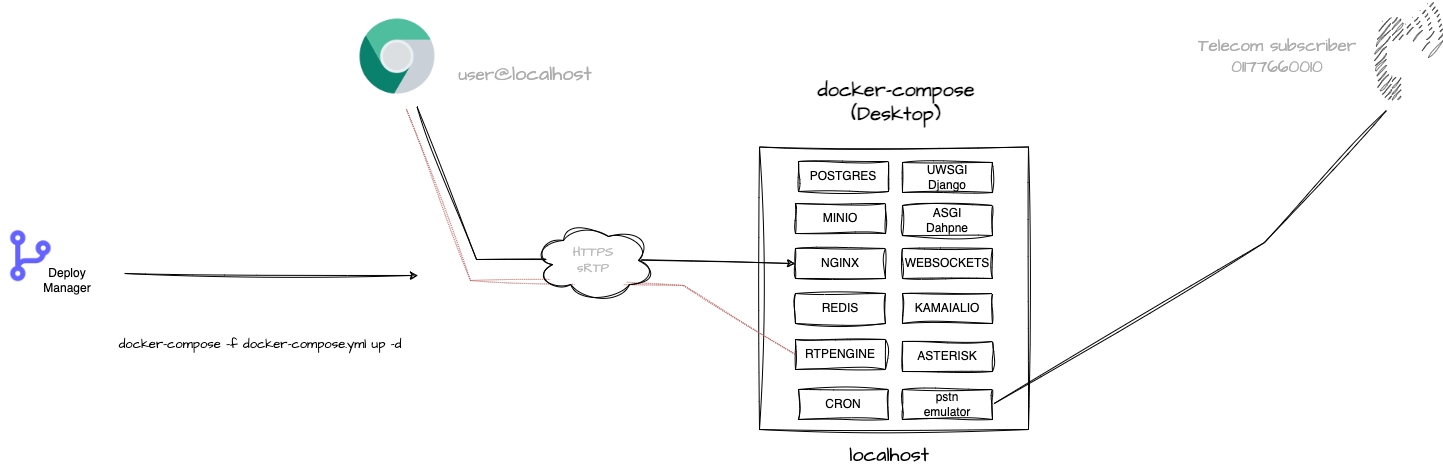 Telecom subscriber
01177660010
user@localhost
docker-compose
(Desktop)
POSTGRES
UWSGI
Django
MINIO
ASGI
Dahpne
HTTPS
sRTP
NGINX
WEBSOCKETS
Deploy
Manager
REDIS
KAMAIALIO
docker-compose -f docker-compose.yml up -d
RTPENGINE
ASTERISK
CRON
pstn
emulator
localhost